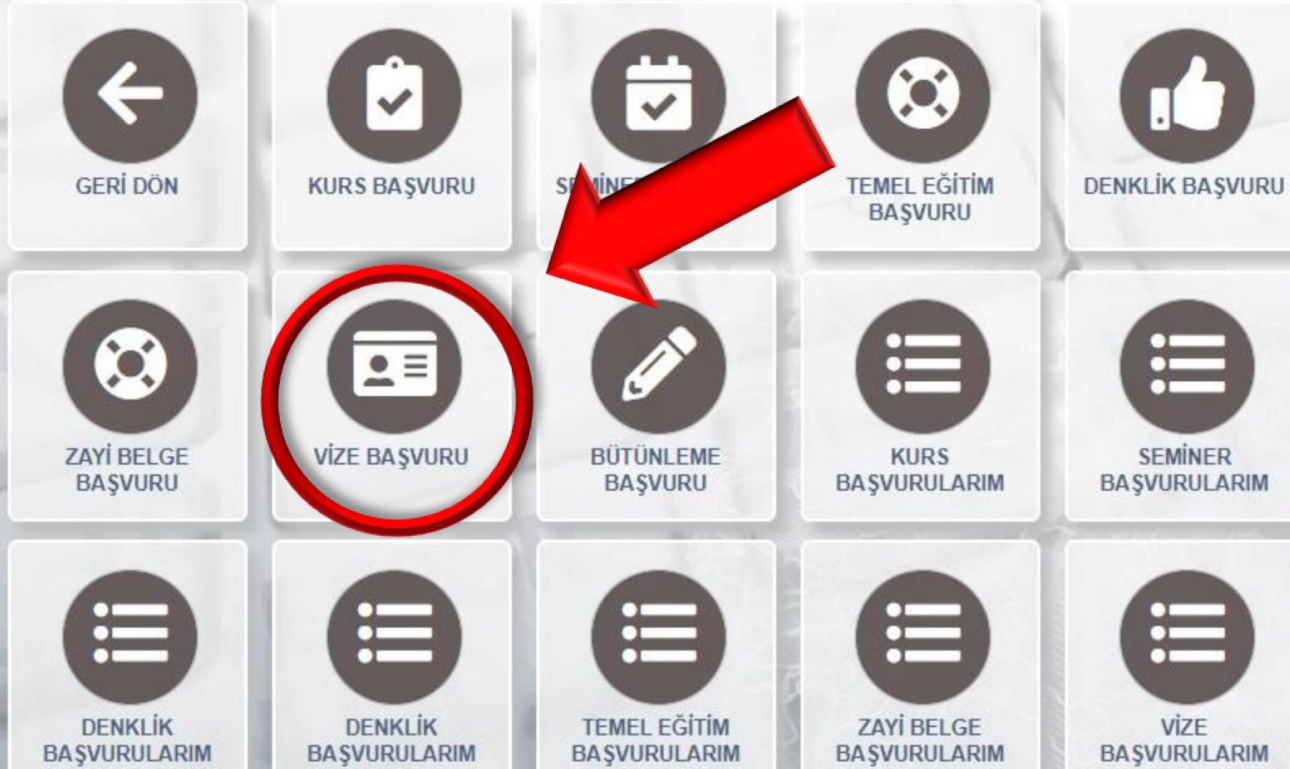 GERİ DÖN
KURS BAŞVURU
TEMEL EĞİTİM
BAŞVURU
DENKLİK BAŞVURU
ZAYİ BELGE
BAŞVURU
VİZE BAŞVURU
BÜTÜNLEME
BAŞVURU
KURS
BAŞVURULARIM
SEMİNER
BAŞVURULARIM
DENKLİK
BAŞVURULARIM
DENKLİK
BAŞVURULARIM
TEMEL EĞİTİM
BAŞVURULARIM
ZAYİ BELGE
BAŞVURULARIM
VİZE
BAŞVURULARIM